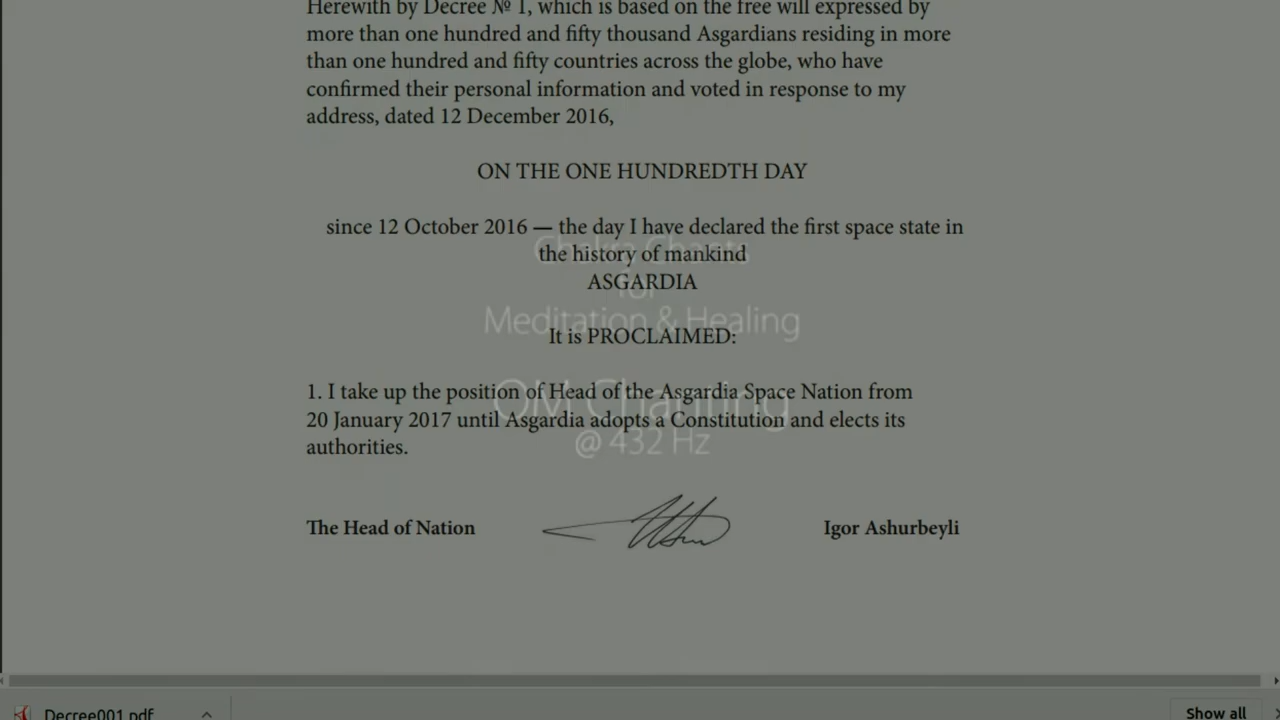 Herewith by Decree № 1, which is based on the free will expressed by
more than one hundred and fifty thousand Asgardians residing in more
than one hundred and fifty countries across the globe, who have
confirmed their personal information and voted in response to my
address, dated 12 December 2016,
ON THE ONE HUNDREDTH DAY
since 12 October 2016 — the day I have declared the first space state in
the history of mankind
ASGARDIA
It is PROCLAIMED:
1. I take up the position of Head of the Asgardia Space Nation from
20 January 2017 until Asgardia adopts a Constitution and elects its
authorities.
The Head of Nation
Igor Ashurbeyli
Chakra Chants
for
Meditation & Healing
OM Chanting
@ 432 Hz
Decree001.pdf
Show all